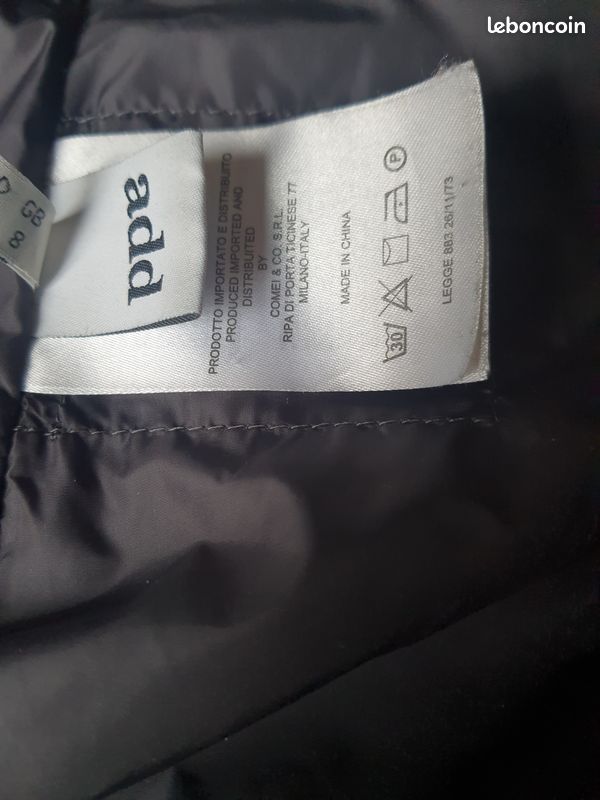 leboncoin
add
PRODOTTO IMPORTATO E DISTRIBUITO
PRODUCED IMPORTED AND
DISTRIBUITED
BY
COMEI & CO. S.R.L.
RIPA DI PORTA TICINESE 77
MILANO-ITALY
MADE IN CHINA
30
P
LEGGE 883 26/11/73